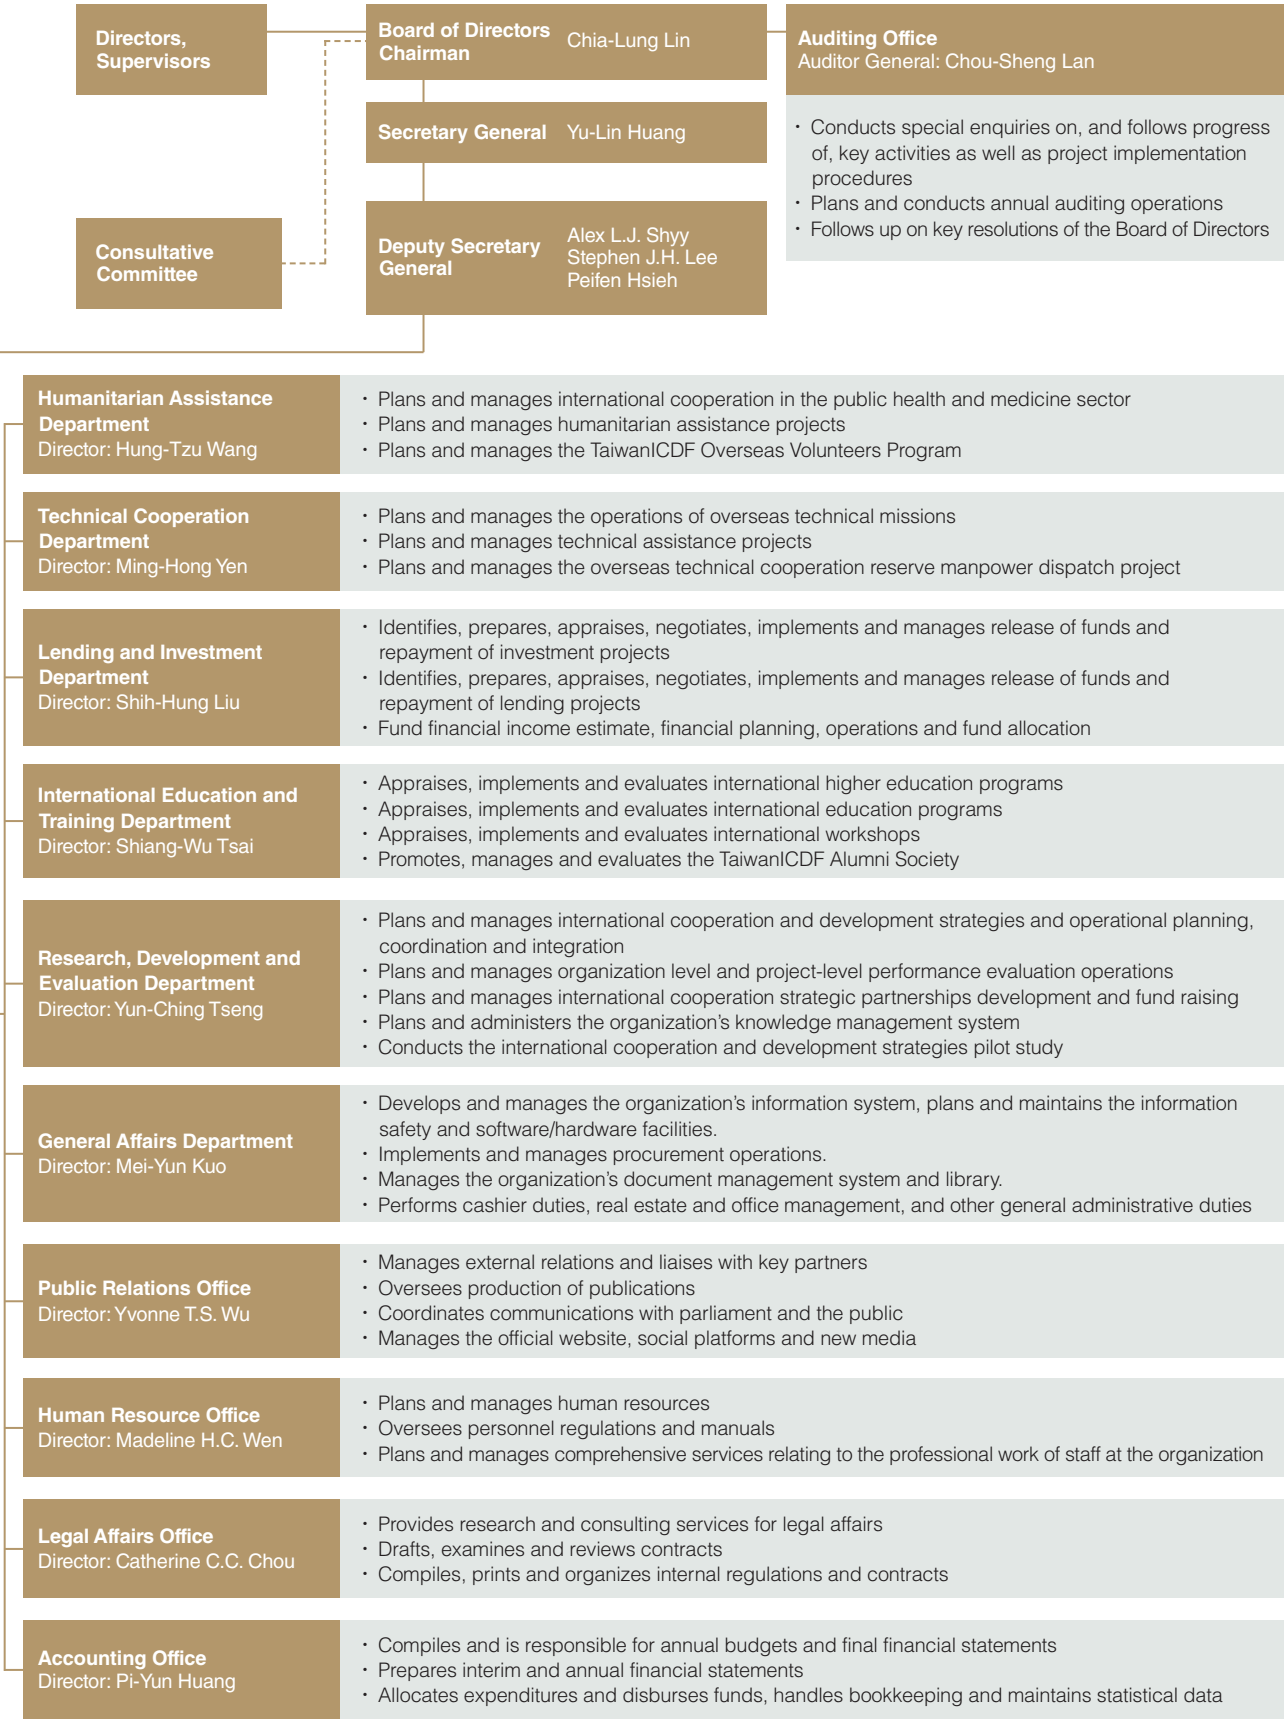 Directors,
Supervisors
Board of Directors
Chairman
Chia-Lung Lin
Auditing Office
Auditor General: Chou-Sheng Lan
· Conducts special enquiries on, and follows progress
of, key activities as well as project implementation
procedures
· Plans and conducts annual auditing operations
· Follows up on key resolutions of the Board of Directors
Secretary General
Yu-Lin Huang
Consultative
Committee
Deputy Secretary
General
Alex L.J. Shyy
Stephen J.H. Lee
Peifen Hsieh
Humanitarian Assistance
Department
Director: Hung-Tzu Wang
· Plans and manages international cooperation in the public health and medicine sector
· Plans and manages humanitarian assistance projects
· Plans and manages the TaiwanICDF Overseas Volunteers Program
Technical Cooperation
Department
Director: Ming-Hong Yen
· Plans and manages the operations of overseas technical missions
· Plans and manages technical assistance projects
· Plans and manages the overseas technical cooperation reserve manpower dispatch project
Lending and Investment
Department
Director: Shih-Hung Liu
· Identifies, prepares, appraises, negotiates, implements and manages release of funds and
repayment of investment projects
· Identifies, prepares, appraises, negotiates, implements and manages release of funds and
repayment of lending projects
· Fund financial income estimate, financial planning, operations and fund allocation
International Education and
Training Department
Director: Shiang-Wu Tsai
· Appraises, implements and evaluates international higher education programs
· Appraises, implements and evaluates international education programs
· Appraises, implements and evaluates international workshops
· Promotes, manages and evaluates the TaiwanICDF Alumni Society
Research, Development and
Evaluation Department
Director: Yun-Ching Tseng
· Plans and manages international cooperation and development strategies and operational planning,
coordination and integration
· Plans and manages organization level and project-level performance evaluation operations
· Plans and manages international cooperation strategic partnerships development and fund raising
· Plans and administers the organization's knowledge management system
· Conducts the international cooperation and development strategies pilot study
General Affairs Department
Director: Mei-Yun Kuo
· Develops and manages the organization's information system, plans and maintains the information
safety and software/hardware facilities.
· Implements and manages procurement operations.
· Manages the organization's document management system and library.
· Performs cashier duties, real estate and office management, and other general administrative duties
Public Relations Office
Director: Yvonne T.S. Wu
· Manages external relations and liaises with key partners
· Oversees production of publications
· Coordinates communications with parliament and the public
· Manages the official website, social platforms and new media
Human Resource Office
Director: Madeline H.C. Wen
· Plans and manages human resources
· Oversees personnel regulations and manuals
· Plans and manages comprehensive services relating to the professional work of staff at the organization
Legal Affairs Office
Director: Catherine C.C. Chou
· Provides research and consulting services for legal affairs
· Drafts, examines and reviews contracts
· Compiles, prints and organizes internal regulations and contracts
Accounting Office
Director: Pi-Yun Huang
· Compiles and is responsible for annual budgets and final financial statements
· Prepares interim and annual financial statements
· Allocates expenditures and disburses funds, handles bookkeeping and maintains statistical data